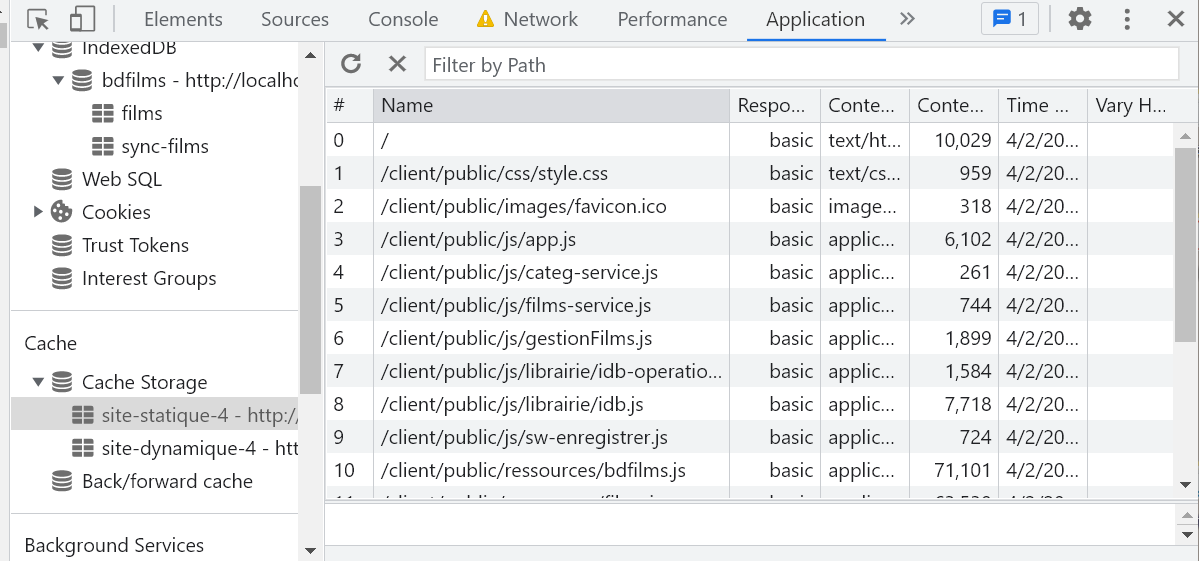 Elements Sources Console Network Performance Application » 1
IndexedDB
bdfilms - http://localho
films
sync-films
Web SQL
Cookies
Trust Tokens
Interest Groups
Cache
Cache Storage
site-statique-4 - http:/
site-dynamique-4 - htt
Back/forward cache
Background Services
Filter by Path
# Name Respo... Conte... Conte... Time ... Vary H...
0 / basic text/ht... 10,029 4/2/20...
1 /client/public/css/style.css basic text/cs... 959 4/2/20...
2 /client/public/images/favicon.ico basic image... 318 4/2/20...
3 /client/public/js/app.js basic applic... 6,102 4/2/20...
4 /client/public/js/categ-service.js basic applic... 261 4/2/20...
5 /client/public/js/films-service.js basic applic... 744 4/2/20...
6 /client/public/js/gestionFilms.js basic applic... 1,899 4/2/20...
7 /client/public/js/librairie/idb-operatio... basic applic... 1,584 4/2/20...
8 /client/public/js/librairie/idb.js basic applic... 7,718 4/2/20...
9 /client/public/js/sw-enregistrer.js basic applic... 724 4/2/20...
10 /client/public/ressources/bdfilms.js basic applic... 71,101 4/2/20...